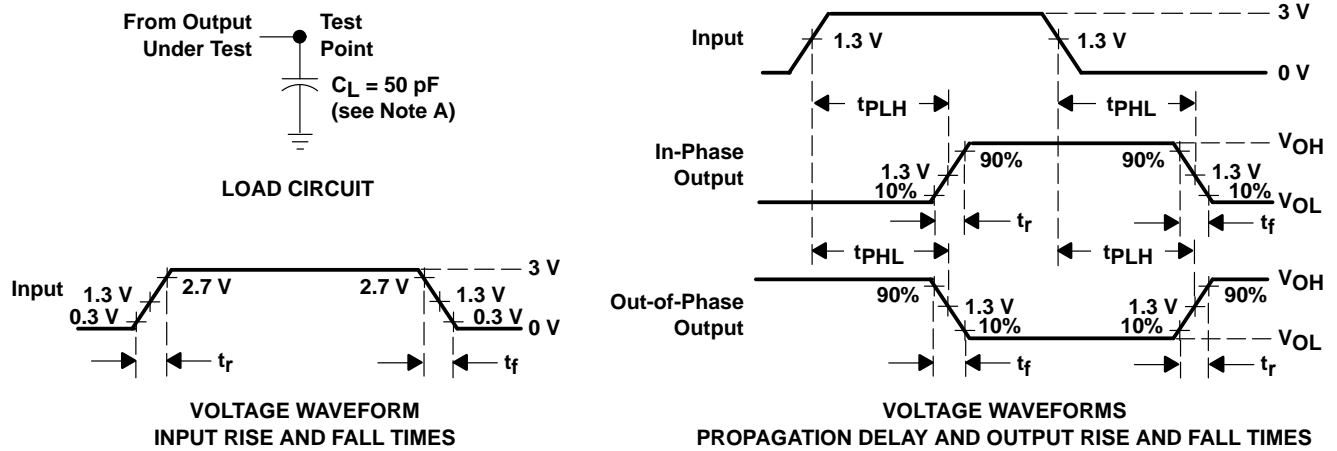 From Output
Under Test
Test
Point
CL = 50 pF
(see Note A)
LOAD CIRCUIT
Input
1.3 V
0.3 V
2.7 V
2.7 V
1.3 V
0.3 V
3 V
0 V
tr
tf
VOLTAGE WAVEFORM
INPUT RISE AND FALL TIMES
Input
1.3 V
1.3 V
3 V
0 V
tPLH
tPHL
In-Phase
Output
1.3 V
10%
90%
90%
1.3 V
10%
VOH
VOL
tr
tf
tPHL
tPLH
Out-of-Phase
Output
90%
1.3 V
10%
1.3 V
10%
90%
VOH
VOL
tf
tr
VOLTAGE WAVEFORMS
PROPAGATION DELAY AND OUTPUT RISE AND FALL TIMES